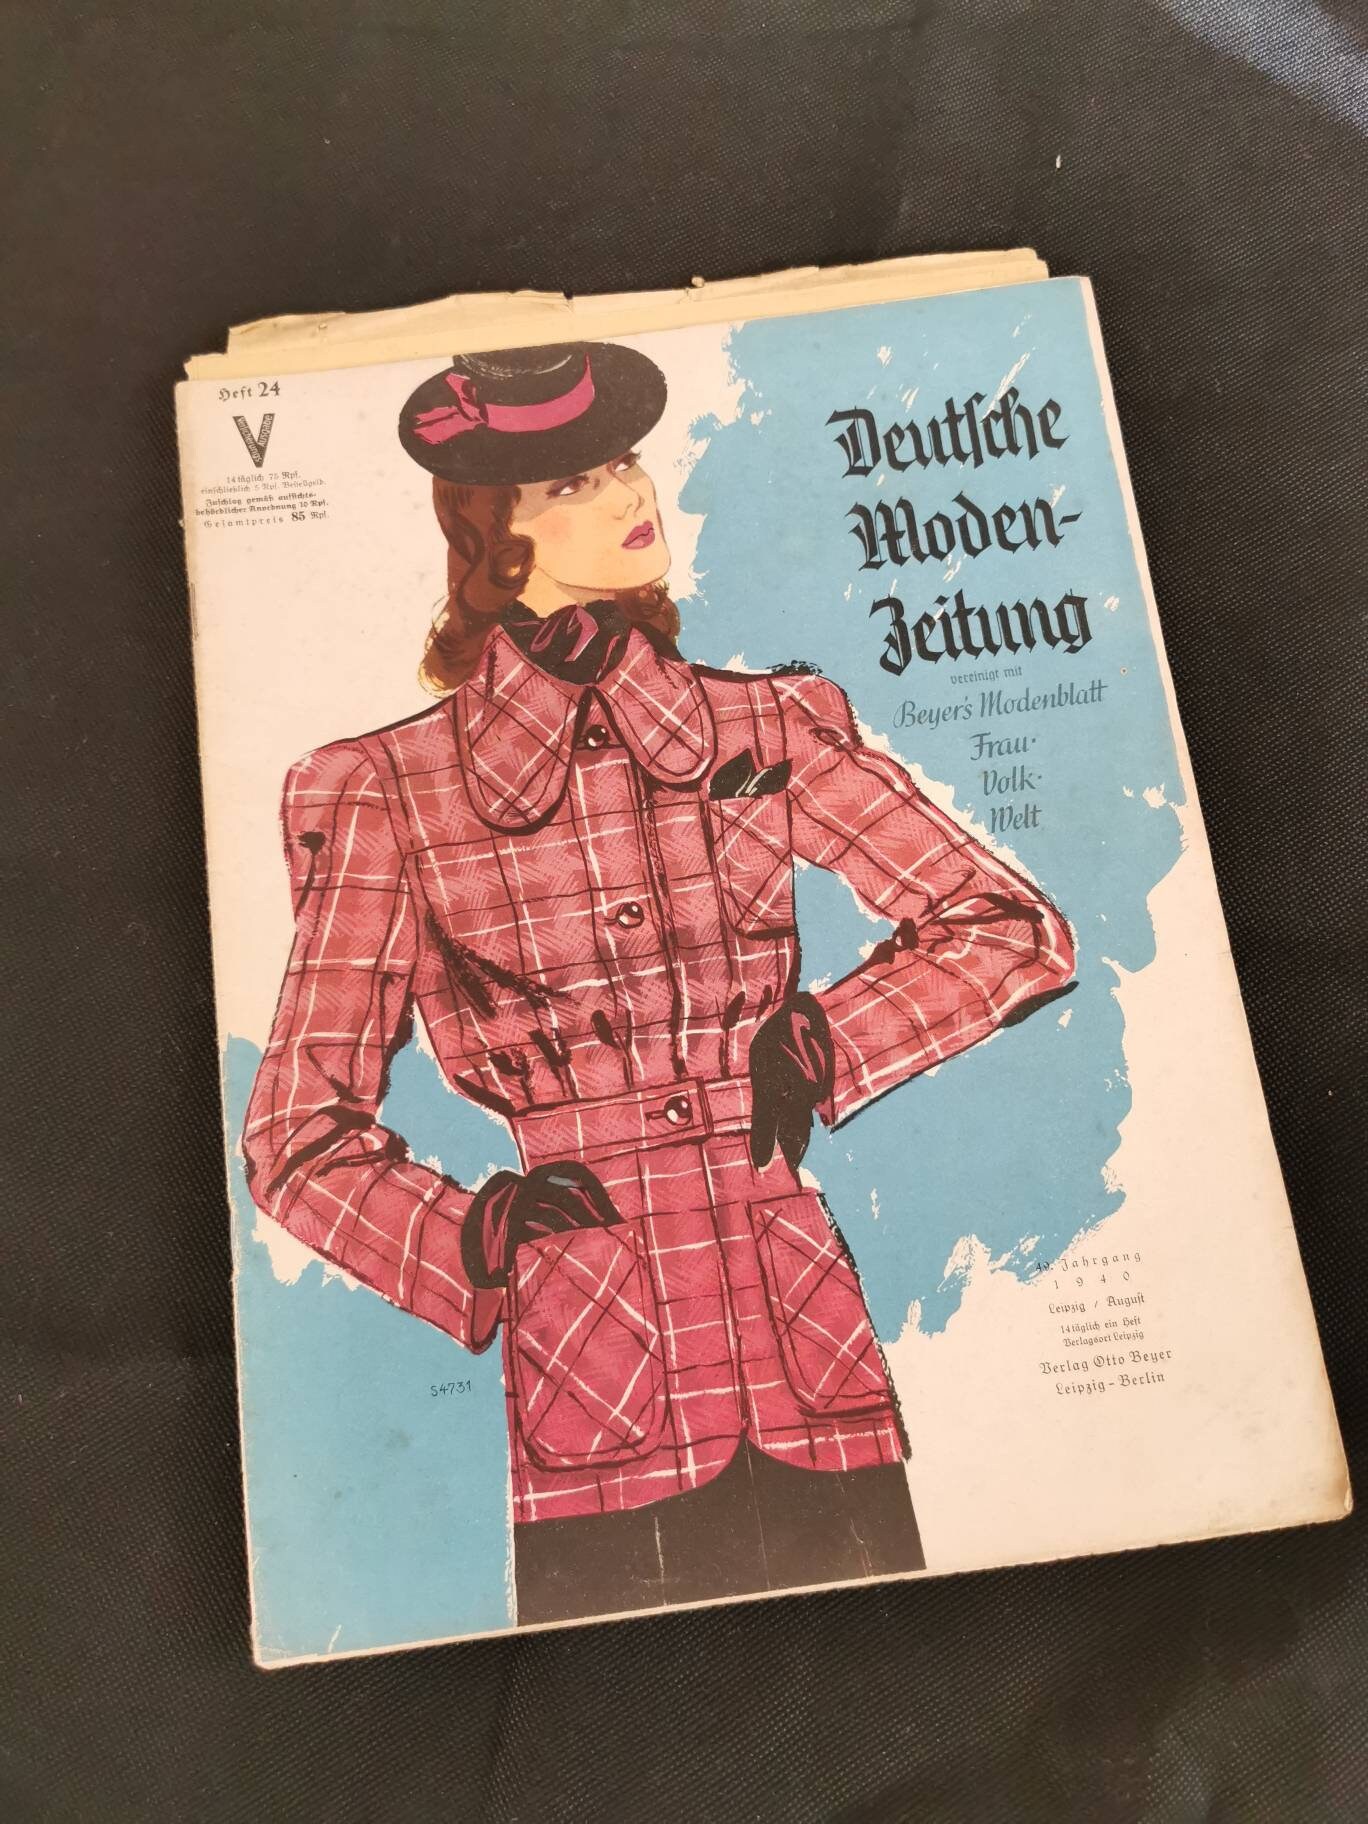 Heft 24
V
14täglich 75 Rpf.
einschließlich 5 Rpf. Bestellgeld.
Zuschlag gemäß aufsichts-
behördlicher Anordnung 10 Rpf.
Gesamtpreis 85 Rpf.
Deutsche
Moden-
Zeitung
vereinigt mit
Beyer's Modenblatt
Frau·
Volk·
Welt
49. Jahrgang
1940
Leipzig / August
14täglich ein Heft
Verlagsort Leipzig
Verlag Otto Beyer
Leipzig - Berlin
S4731